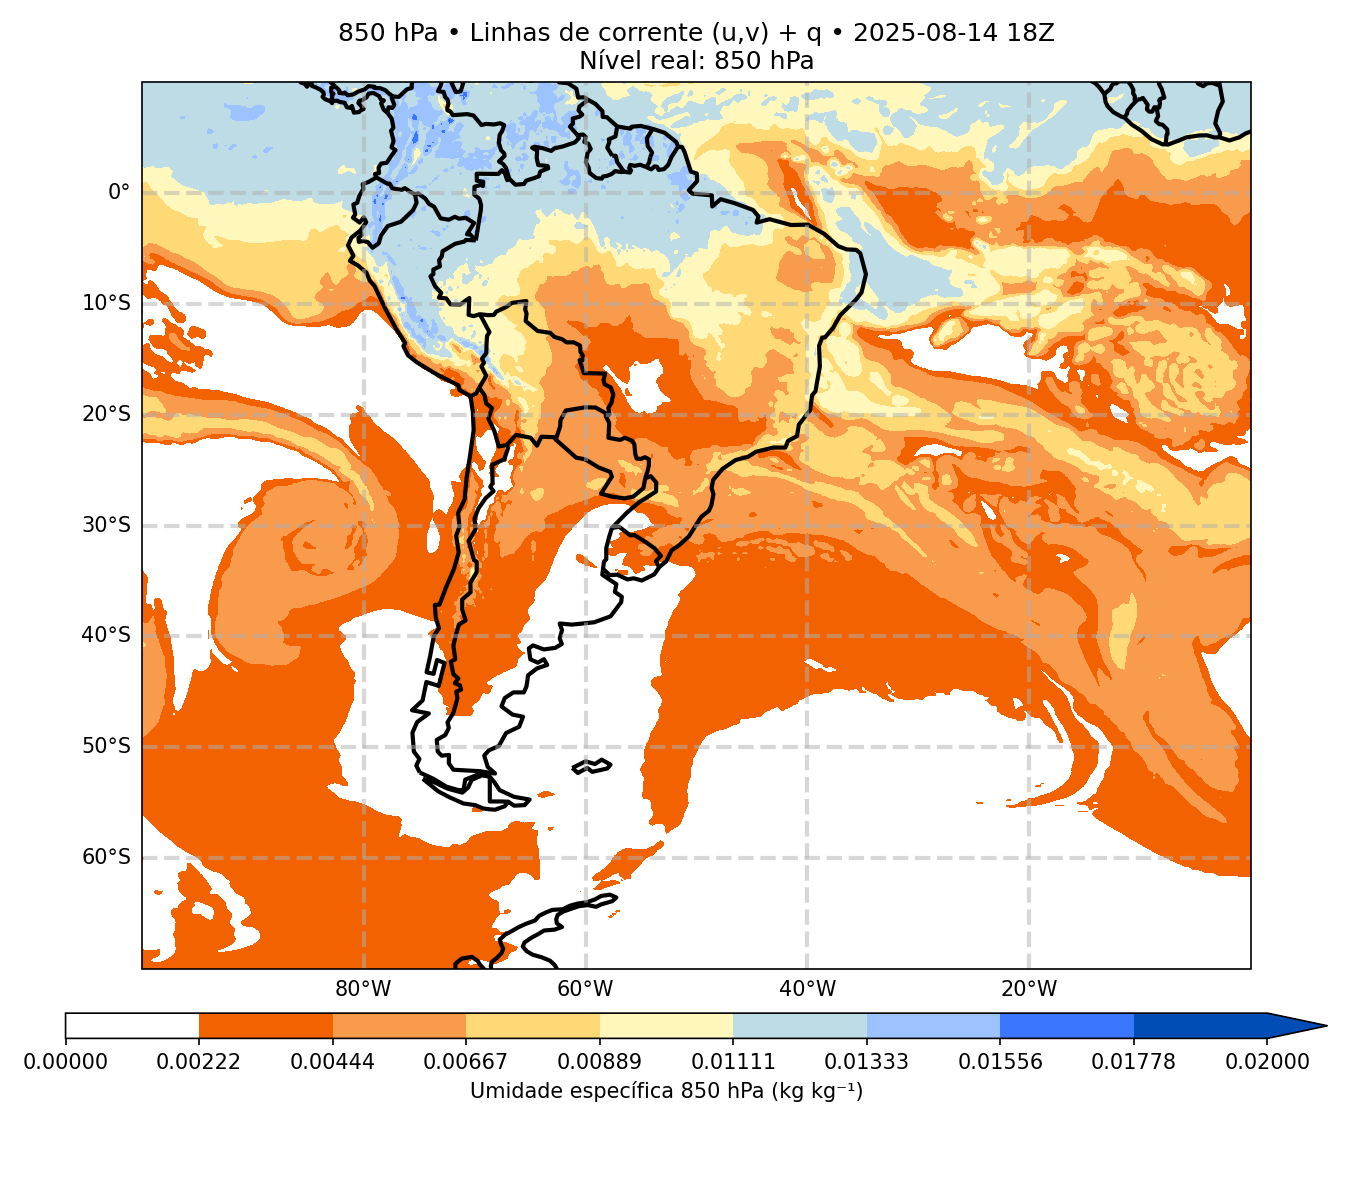 850 hPa • Linhas de corrente (u,v) + q • 2025-08-14 18Z
Nível real: 850 hPa
0°
10°S
20°S
30°S
40°S
50°S
60°S
80°W 60°W 40°W 20°W
0.00000 0.00222 0.00444 0.00667 0.00889 0.01111 0.01333 0.01556 0.01778 0.02000
Umidade específica 850 hPa (kg kg⁻¹)